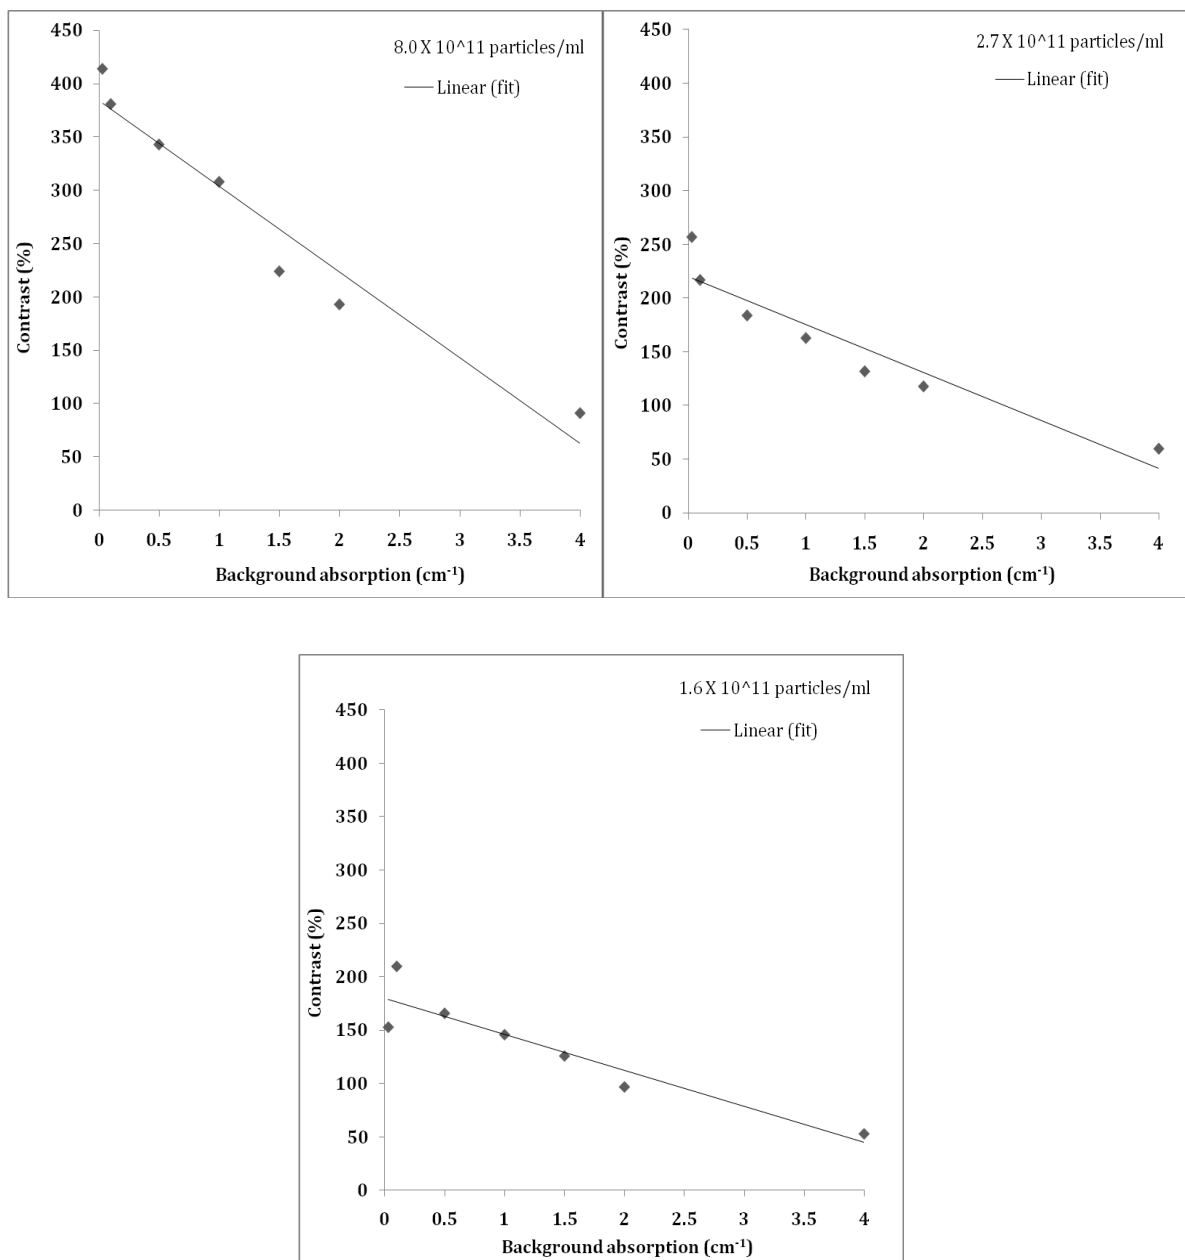 8.0 X 10^11 particles/ml
Linear (fit)
450
400
350
300
250
200
150
100
50
0
Contrast (%)
0 0.5 1 1.5 2 2.5 3 3.5 4
Background absorption (cm⁻¹)
2.7 X 10^11 particles/ml
Linear (fit)
450
400
350
300
250
200
150
100
50
0
Contrast (%)
0 0.5 1 1.5 2 2.5 3 3.5 4
Background absorption (cm⁻¹)
1.6 X 10^11 particles/ml
Linear (fit)
450
400
350
300
250
200
150
100
50
0
Contrast (%)
0 0.5 1 1.5 2 2.5 3 3.5 4
Background absorption (cm⁻¹)